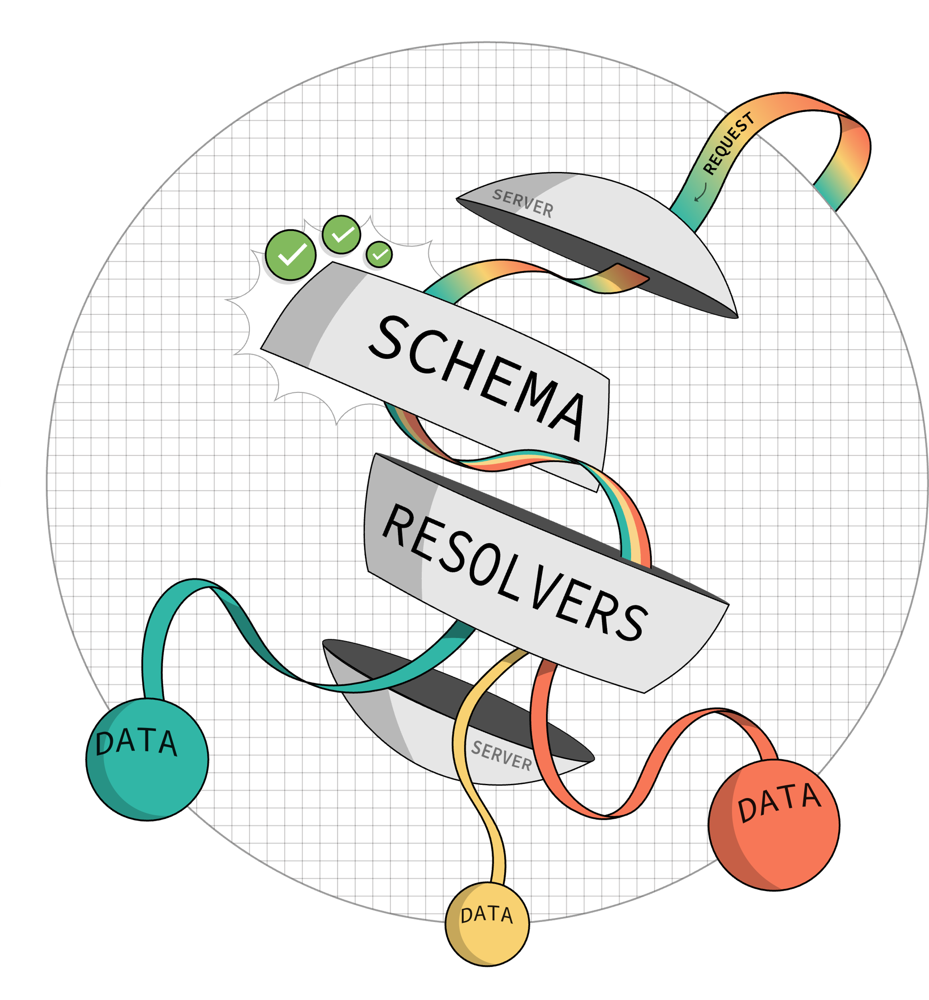 REQUEST
SERVER
SCHEMA
RESOLVERS
DATA
SERVER
DATA
DATA